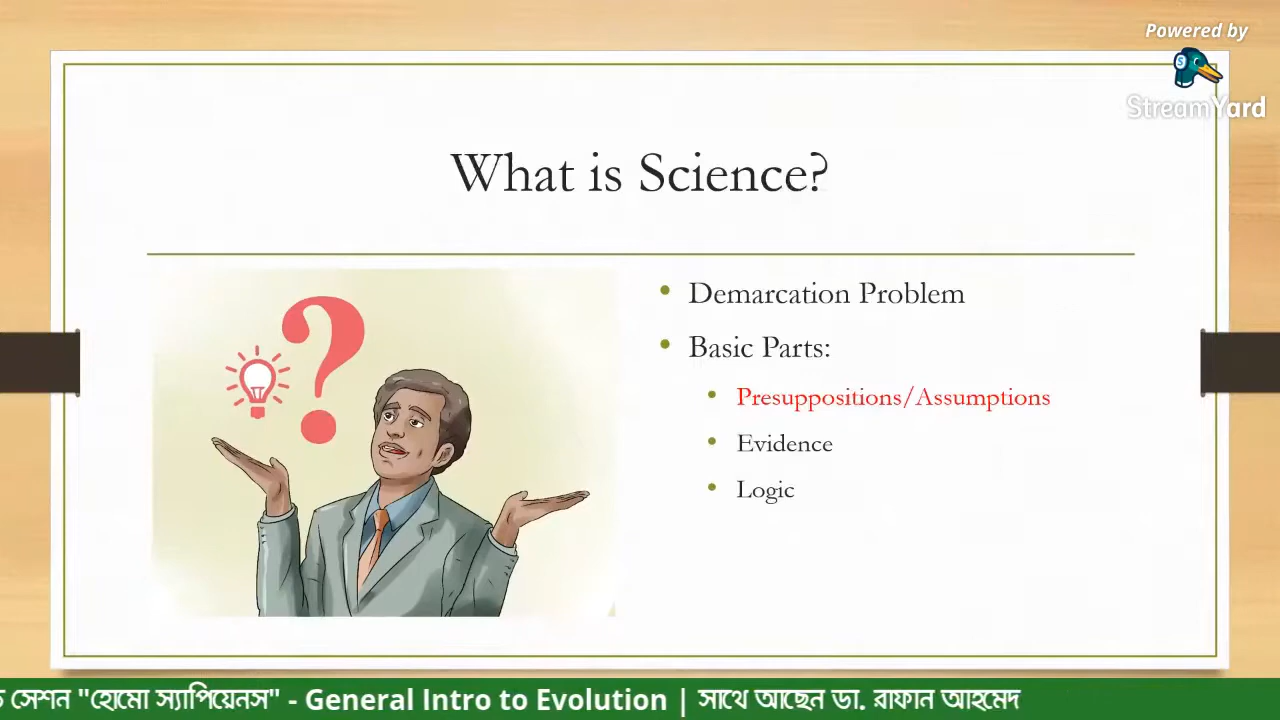 Powered by
StreamYard
What is Science?
Demarcation Problem
Basic Parts:
Presuppositions/Assumptions
Evidence
Logic
সেশন "হোমো স্যাপিয়েনস" - General Intro to Evolution | সাথে আছেন ডা. রাফান আহমেদ